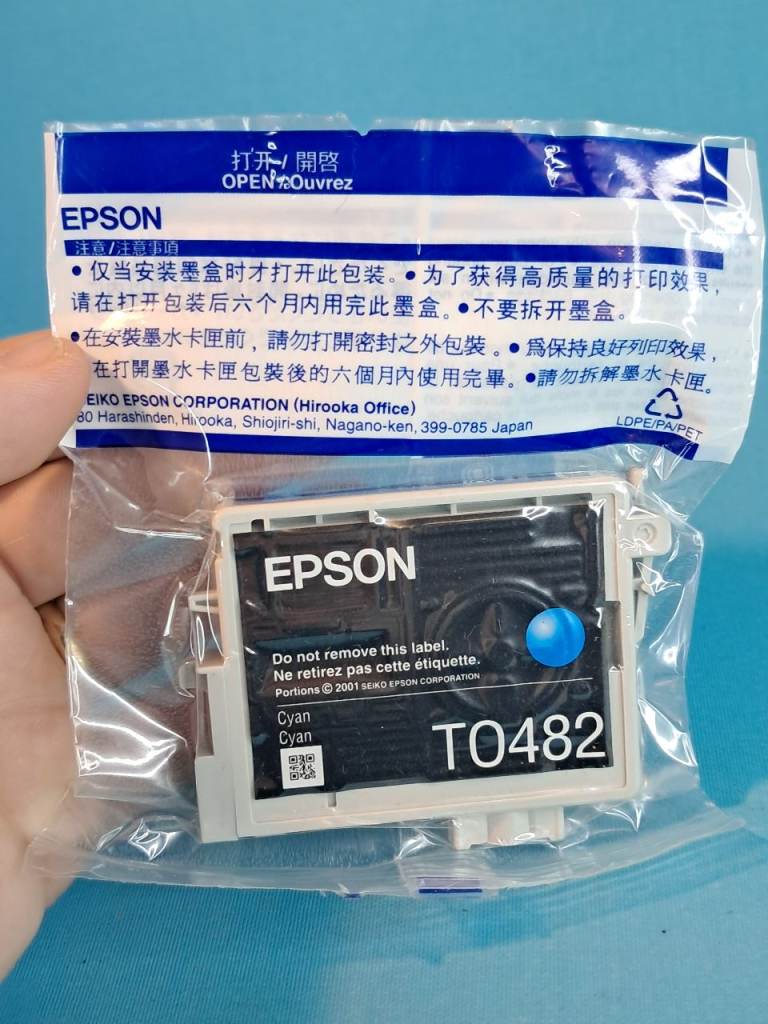 打开 / 開啓
OPEN / Ouvrez
EPSON
注意/注意事項
• 仅当安装墨盒时才打开此包装。• 为了获得高质量的打印效果，
请在打开包装后六个月内用完此墨盒。• 不要拆开墨盒。
• 在安裝墨水卡匣前，請勿打開密封之外包裝。• 爲保持良好列印效果，
在打開墨水卡匣包裝後的六個月內使用完畢。• 請勿拆解墨水卡匣。
SEIKO EPSON CORPORATION (Hirooka Office)
80 Harashinden, Hirooka, Shiojiri-shi, Nagano-ken, 399-0785 Japan
LDPE/PA/PET
EPSON
Do not remove this label.
Ne retirez pas cette étiquette.
Portions © 2001 SEIKO EPSON CORPORATION
Cyan
Cyan
T0482